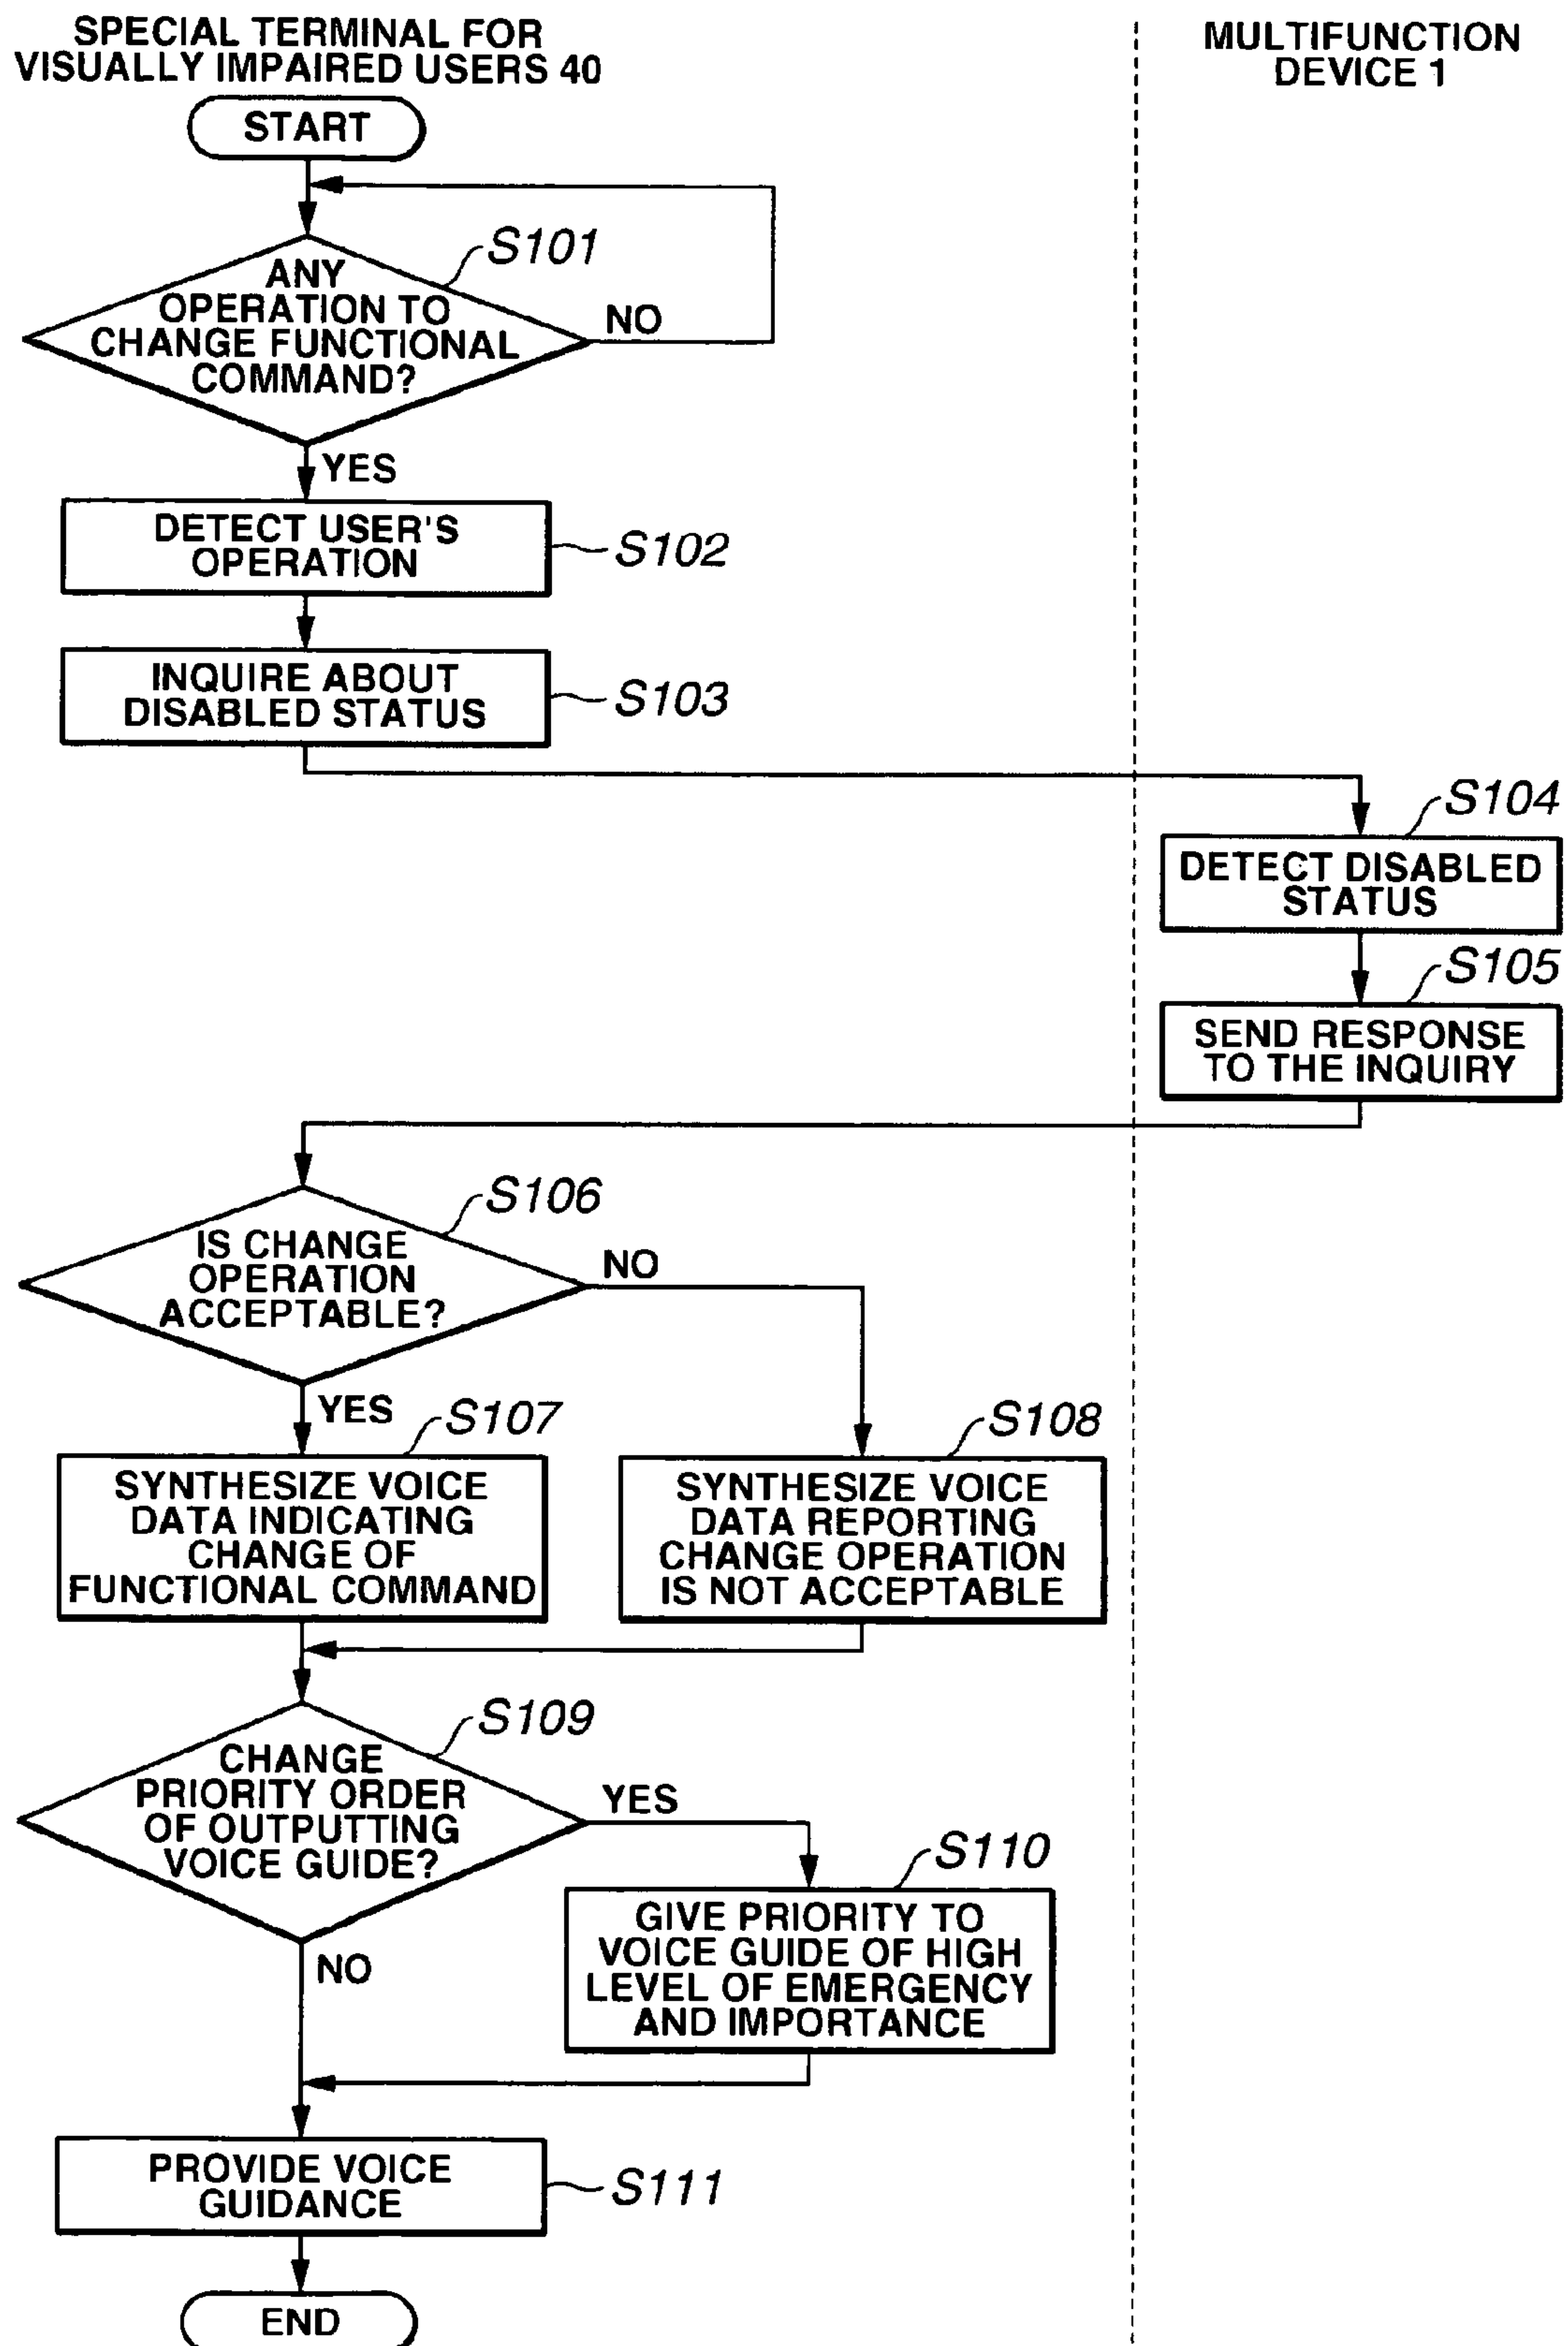 SPECIAL TERMINAL FOR
VISUALLY IMPAIRED USERS 40
MULTIFUNCTION
DEVICE 1
START
S101
ANY
OPERATION TO
CHANGE FUNCTIONAL
COMMAND?
NO
YES
DETECT USER'S
OPERATION
S102
INQUIRE ABOUT
DISABLED STATUS
S103
S104
DETECT DISABLED
STATUS
S105
SEND RESPONSE
TO THE INQUIRY
S106
IS CHANGE
OPERATION
ACCEPTABLE?
NO
YES
S107
SYNTHESIZE VOICE
DATA INDICATING
CHANGE OF
FUNCTIONAL COMMAND
S108
SYNTHESIZE VOICE
DATA REPORTING
CHANGE OPERATION
IS NOT ACCEPTABLE
S109
CHANGE
PRIORITY ORDER
OF OUTPUTTING
VOICE GUIDE?
YES
NO
S110
GIVE PRIORITY TO
VOICE GUIDE OF HIGH
LEVEL OF EMERGENCY
AND IMPORTANCE
PROVIDE VOICE
GUIDANCE
S111
END